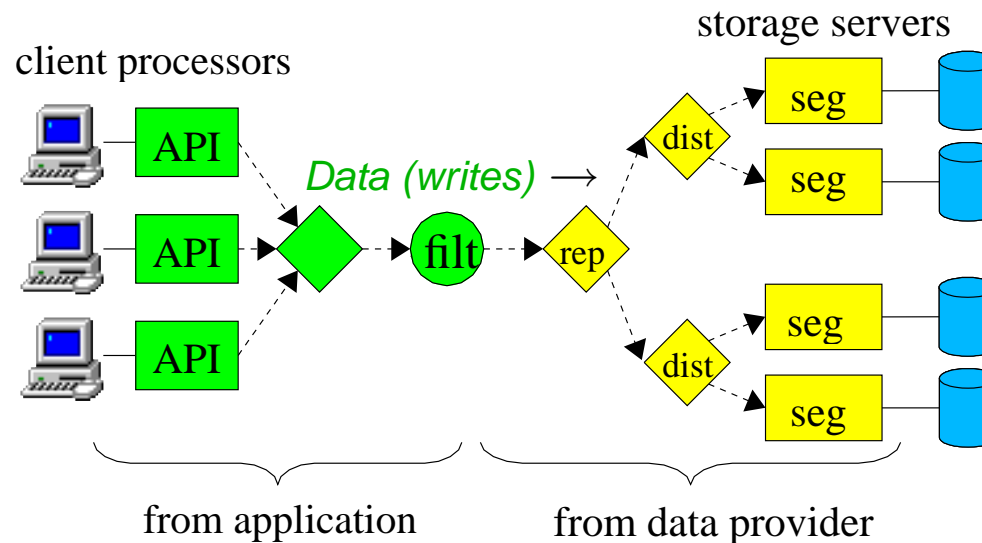 storage servers
client processors
API
API
API
Data (writes) →
filt
rep
dist
dist
seg
seg
seg
seg
from application
from data provider